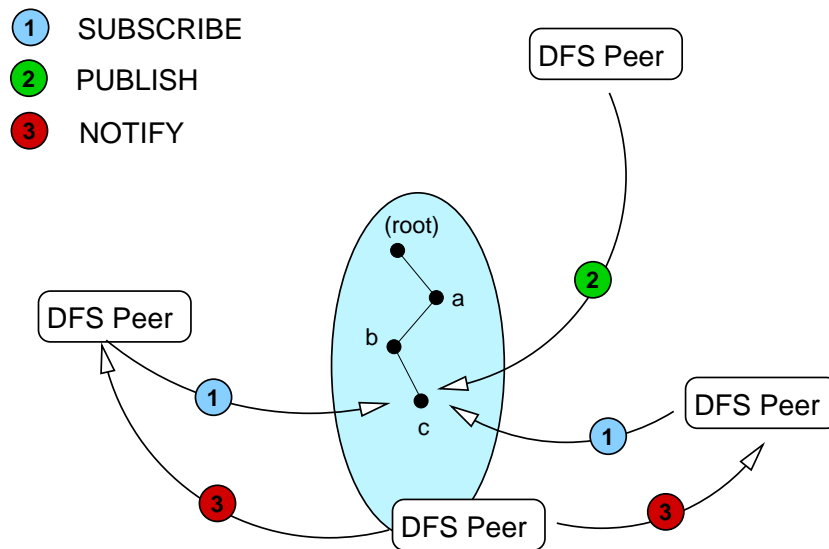 1 SUBSCRIBE
2 PUBLISH
3 NOTIFY
DFS Peer
(root)
a
b
c
2
DFS Peer
1
DFS Peer
1
3
DFS Peer
3